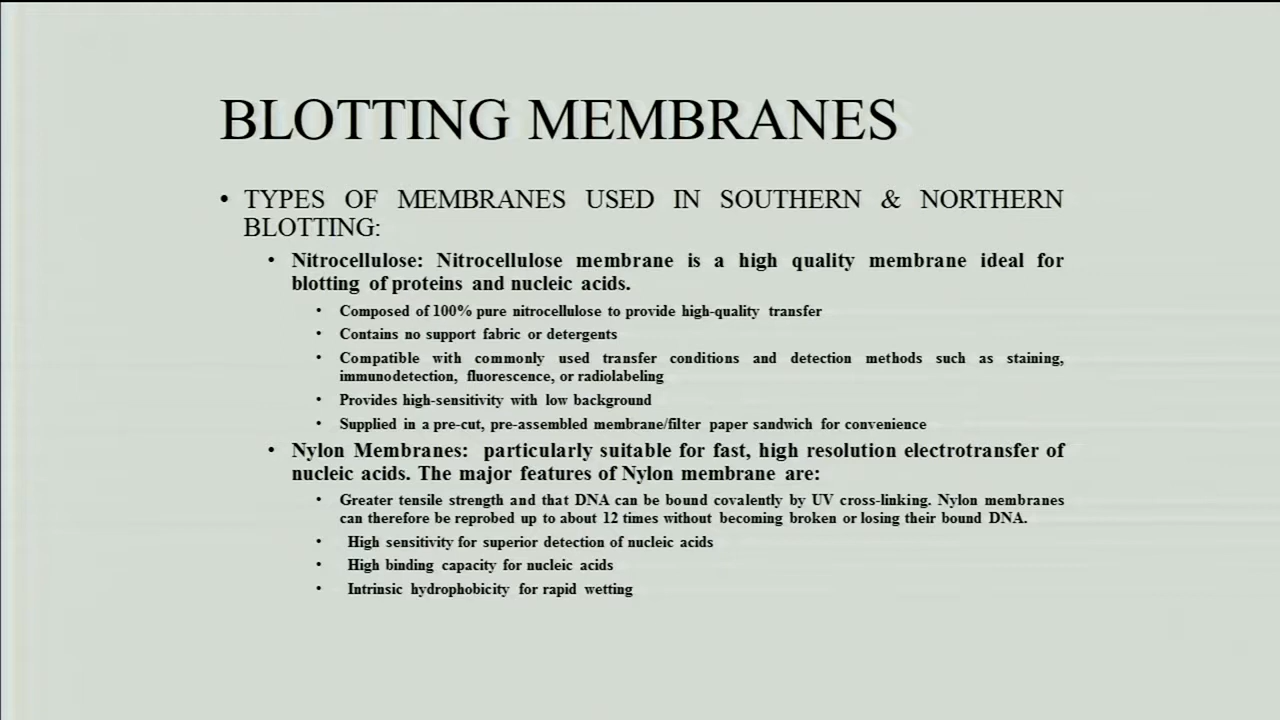 BLOTTING MEMBRANES
• TYPES OF MEMBRANES USED IN SOUTHERN & NORTHERN
BLOTTING:
• Nitrocellulose: Nitrocellulose membrane is a high quality membrane ideal for
blotting of proteins and nucleic acids.
• Composed of 100% pure nitrocellulose to provide high-quality transfer
• Contains no support fabric or detergents
• Compatible with commonly used transfer conditions and detection methods such as staining,
immunodetection, fluorescence, or radiolabeling
• Provides high-sensitivity with low background
• Supplied in a pre-cut, pre-assembled membrane/filter paper sandwich for convenience
• Nylon Membranes: particularly suitable for fast, high resolution electrotransfer of
nucleic acids. The major features of Nylon membrane are:
• Greater tensile strength and that DNA can be bound covalently by UV cross-linking. Nylon membranes
can therefore be reprobed up to about 12 times without becoming broken or losing their bound DNA.
• High sensitivity for superior detection of nucleic acids
• High binding capacity for nucleic acids
• Intrinsic hydrophobicity for rapid wetting